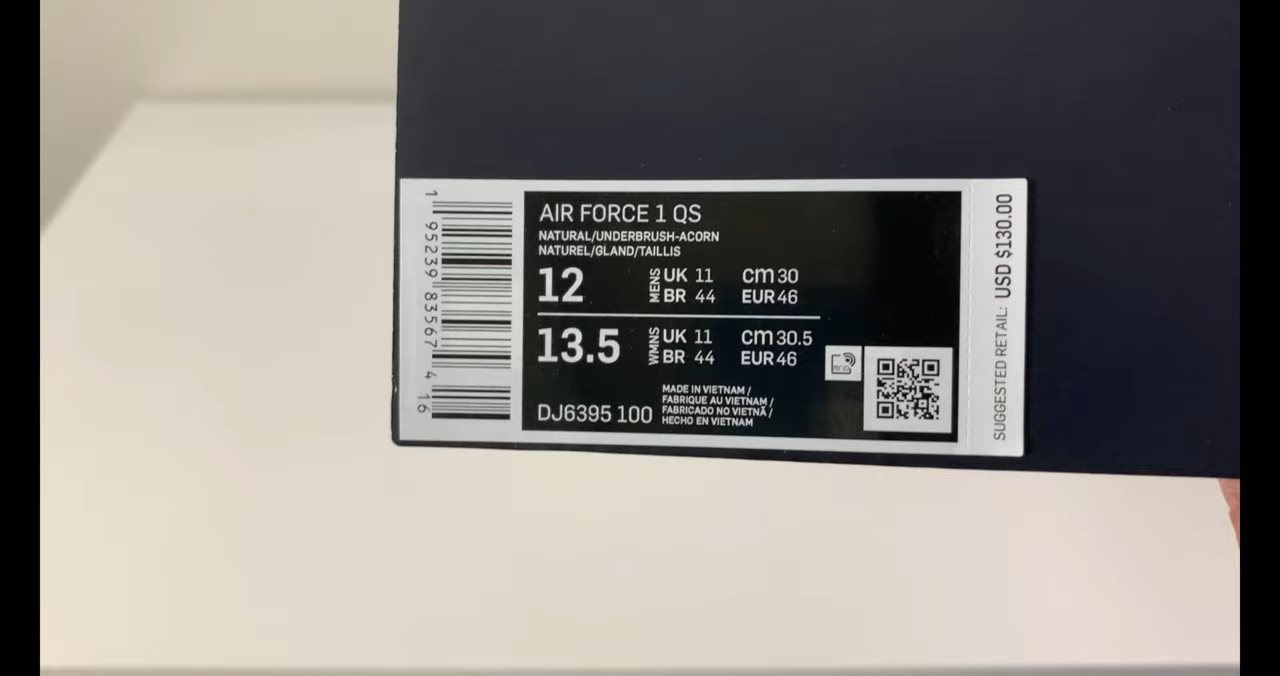 AIR FORCE 1 QS
NATURAL/UNDERBRUSH-ACORN
NATUREL/GLAND/TAILLIS
12 MENS UK 11 cm 30
BR 44 EUR 46
13.5 WMNS UK 11 cm 30.5
BR 44 EUR 46
DJ6395 100
MADE IN VIETNAM /
FABRIQUE AU VIETNAM /
FABRICADO NO VIETNÃ /
HECHO EN VIETNAM
RFID
1 95239 83567 4 16
SUGGESTED RETAIL: USD $130.00